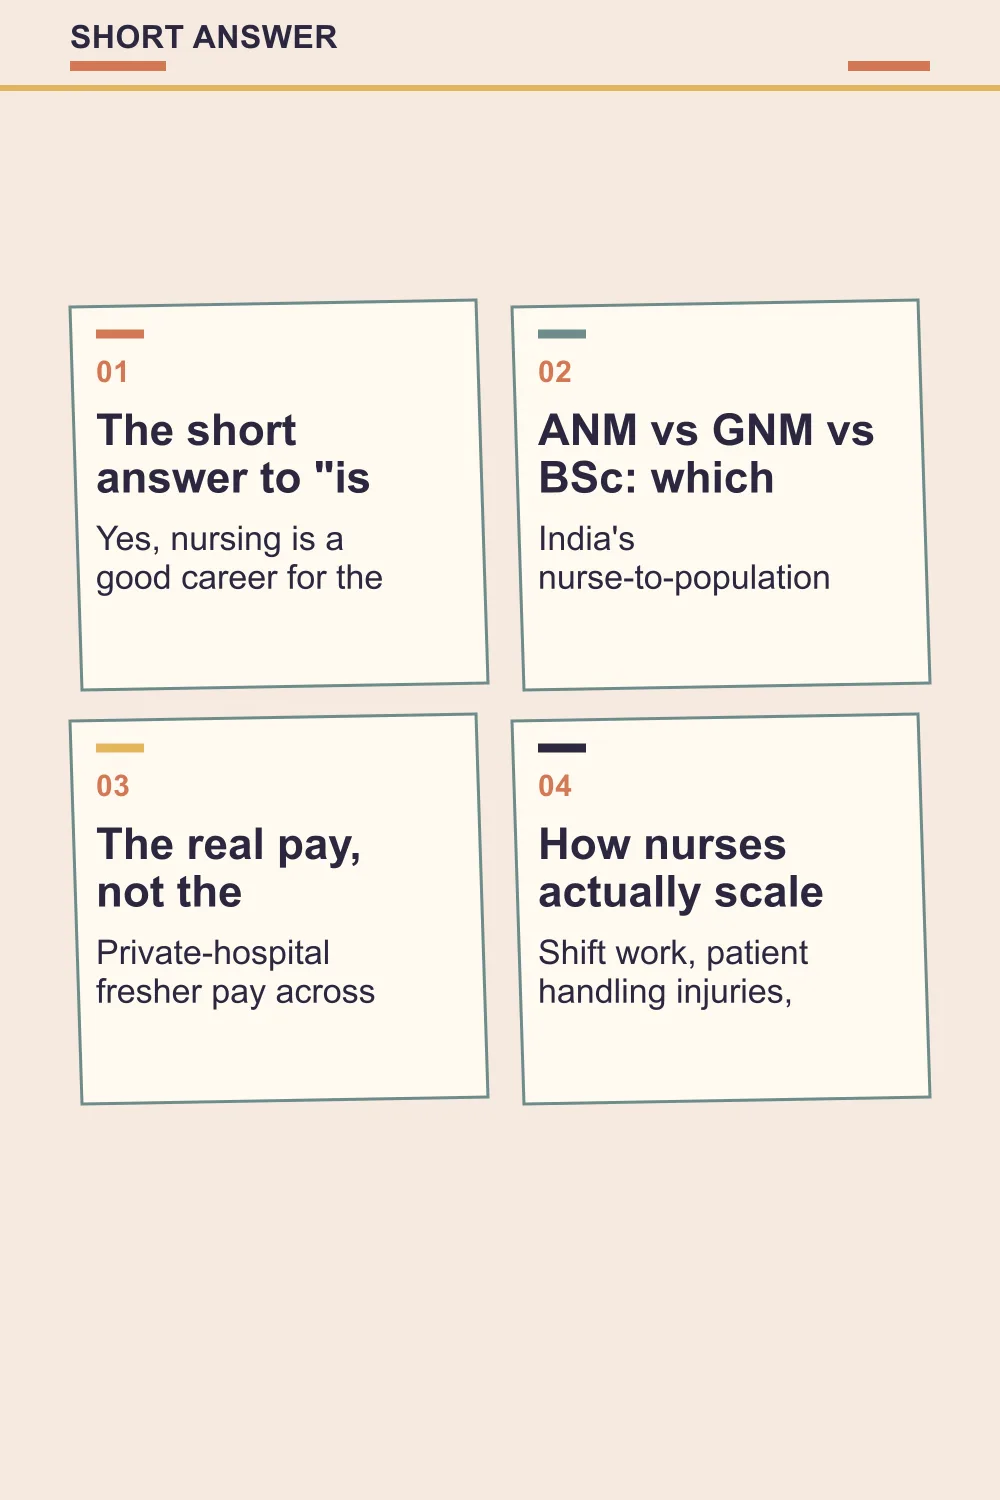 SHORT ANSWER
01
The short
answer to "is
Yes, nursing is a
good career for the
02
ANM vs GNM vs
BSc: which
India's
nurse-to-population
03
The real pay,
not the
Private-hospital
fresher pay across
04
How nurses
actually scale
Shift work, patient
handling injuries,